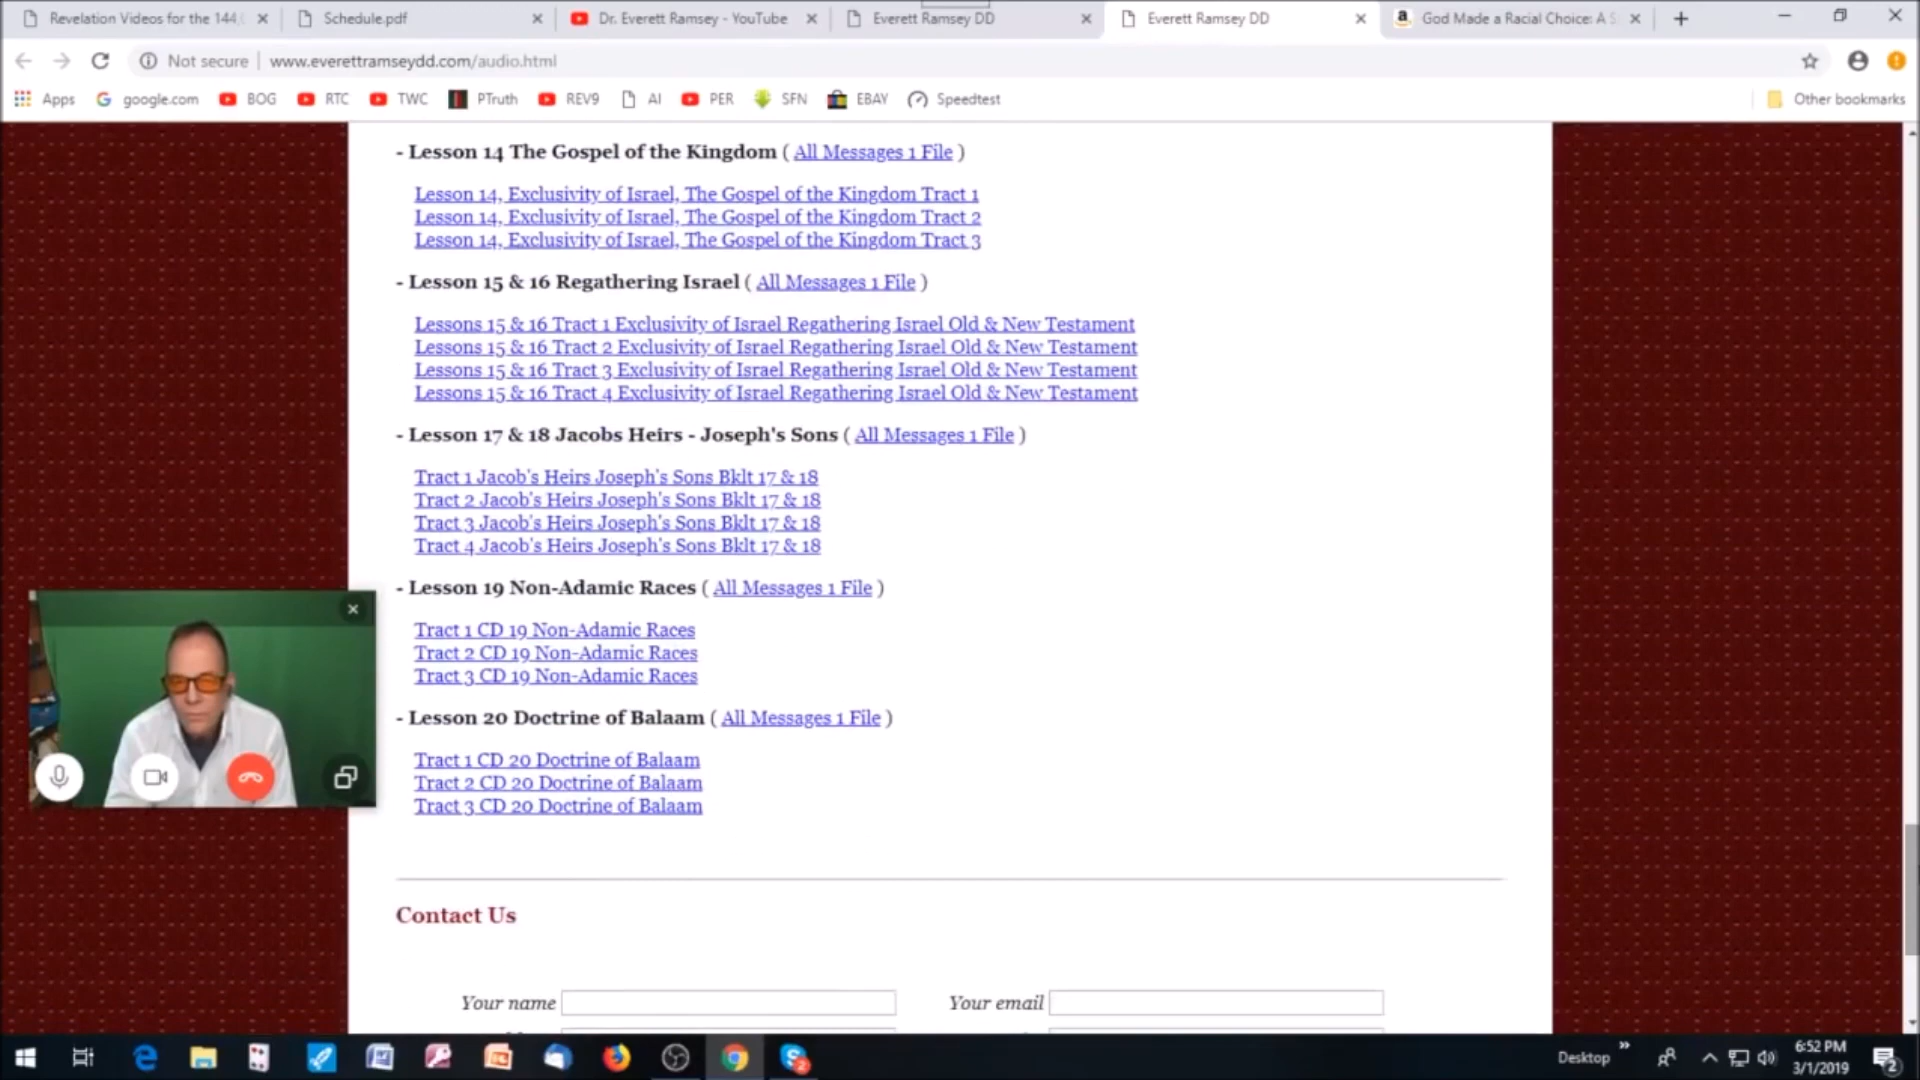 Revelation Videos for the 144,(
Schedule.pdf
Dr. Everett Ramsey - YouTube
Everett Ramsey DD
Everett Ramsey DD
God Made a Racial Choice: A S
Not secure
www.everettramseydd.com/audio.html
Apps
google.com
BOG
RTC
TWC
PTruth
REV9
AI
PER
SFN
EBAY
Speedtest
Other bookmarks
- Lesson 14 The Gospel of the Kingdom ( All Messages 1 File )
Lesson 14, Exclusivity of Israel, The Gospel of the Kingdom Tract 1
Lesson 14, Exclusivity of Israel, The Gospel of the Kingdom Tract 2
Lesson 14, Exclusivity of Israel, The Gospel of the Kingdom Tract 3
- Lesson 15 & 16 Regathering Israel ( All Messages 1 File )
Lessons 15 & 16 Tract 1 Exclusivity of Israel Regathering Israel Old & New Testament
Lessons 15 & 16 Tract 2 Exclusivity of Israel Regathering Israel Old & New Testament
Lessons 15 & 16 Tract 3 Exclusivity of Israel Regathering Israel Old & New Testament
Lessons 15 & 16 Tract 4 Exclusivity of Israel Regathering Israel Old & New Testament
- Lesson 17 & 18 Jacobs Heirs - Joseph's Sons ( All Messages 1 File )
Tract 1 Jacob's Heirs Joseph's Sons Bklt 17 & 18
Tract 2 Jacob's Heirs Joseph's Sons Bklt 17 & 18
Tract 3 Jacob's Heirs Joseph's Sons Bklt 17 & 18
Tract 4 Jacob's Heirs Joseph's Sons Bklt 17 & 18
- Lesson 19 Non-Adamic Races ( All Messages 1 File )
Tract 1 CD 19 Non-Adamic Races
Tract 2 CD 19 Non-Adamic Races
Tract 3 CD 19 Non-Adamic Races
- Lesson 20 Doctrine of Balaam ( All Messages 1 File )
Tract 1 CD 20 Doctrine of Balaam
Tract 2 CD 20 Doctrine of Balaam
Tract 3 CD 20 Doctrine of Balaam
Contact Us
Your name
Your email
Desktop
6:52 PM
3/1/2019